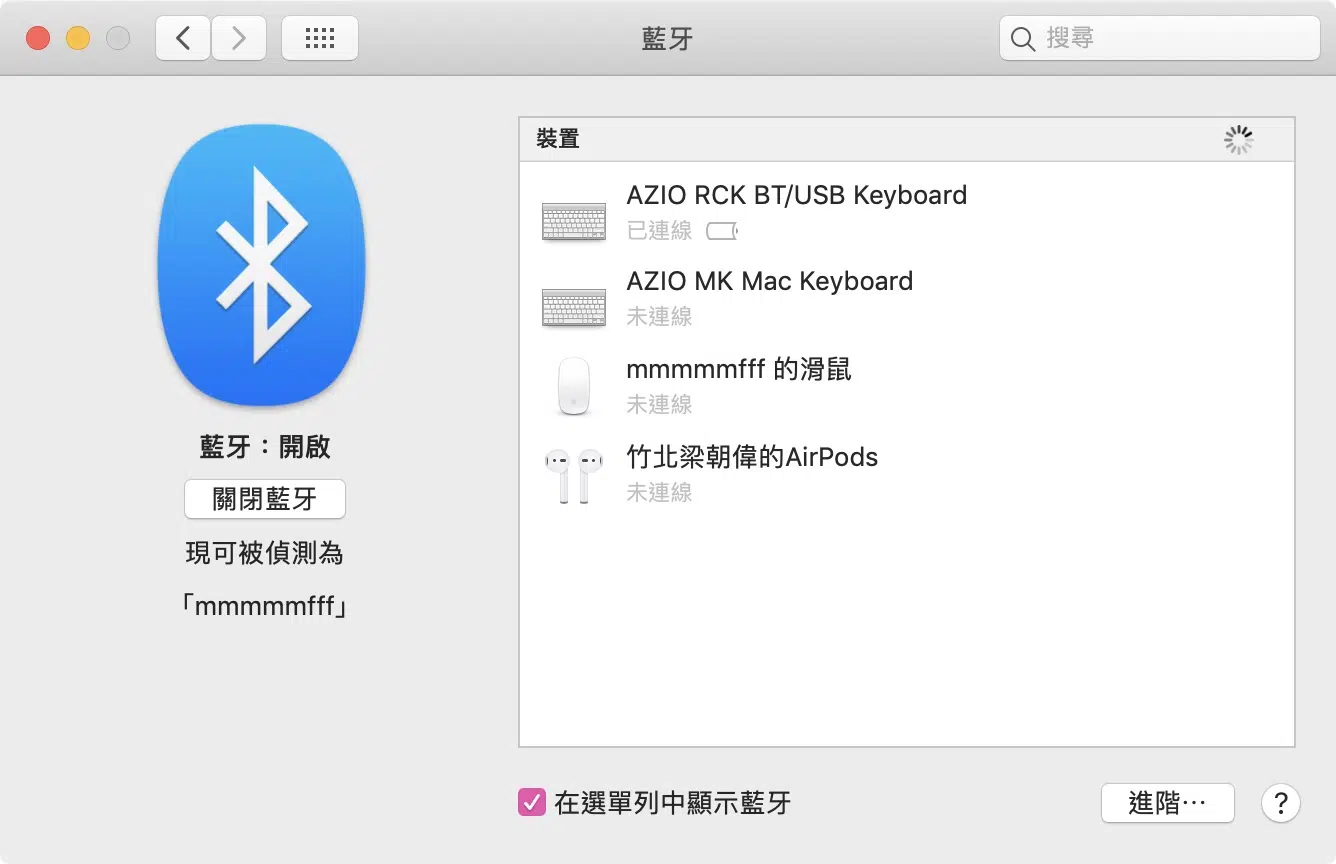 藍牙
搜尋
藍牙：開啟
關閉藍牙
現可被偵測為
「mmmmmfff」
裝置
AZIO RCK BT/USB Keyboard
已連線
AZIO MK Mac Keyboard
未連線
mmmmmfff 的滑鼠
未連線
竹北梁朝偉的AirPods
未連線
在選單列中顯示藍牙
進階…
?